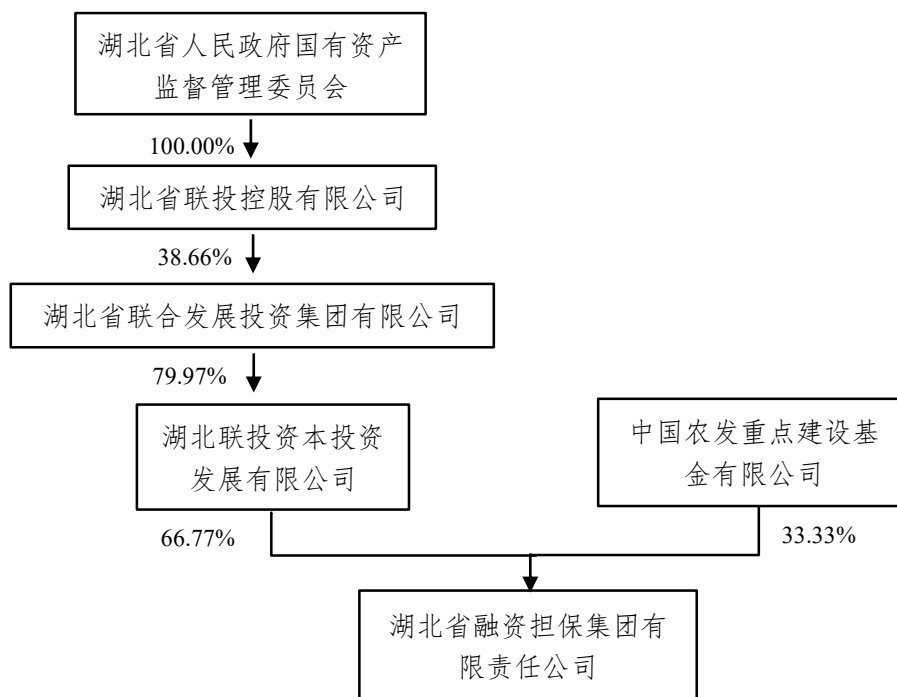 湖北省人民政府国有资产
监督管理委员会
100.00%
湖北省联投控股有限公司
38.66%
湖北省联合发展投资集团有限公司
79.97%
湖北联投资本投资
发展有限公司
中国农发重点建设基
金有限公司
66.77%
33.33%
湖北省融资担保集团有
限责任公司